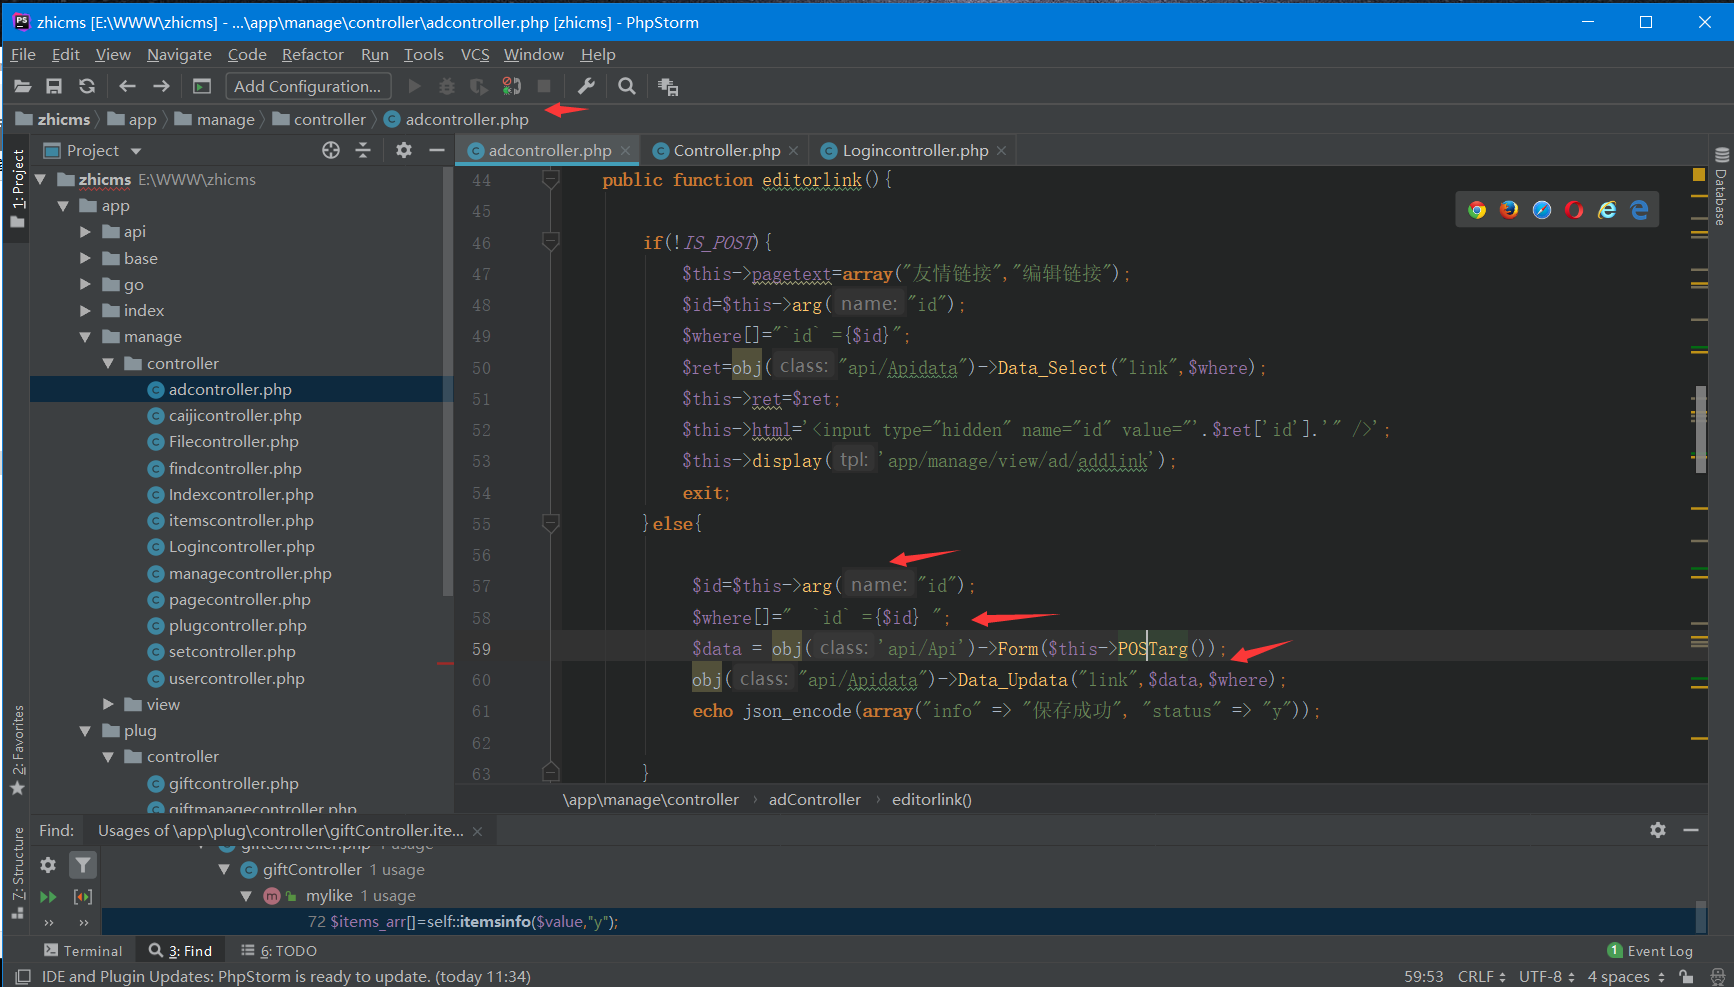 zhicms [E:\WWW\zhicms] - ...\app\manage\controller\adcontroller.php [zhicms] - PhpStorm
File Edit View Navigate Code Refactor Run Tools VCS Window Help
Add Configuration...
zhicms app manage controller adcontroller.php
Project
adcontroller.php Controller.php Logincontroller.php
1: Project
2: Favorites
7: Structure
Database
zhicms E:\WWW\zhicms
app
api
base
go
index
manage
controller
adcontroller.php
caijicontroller.php
Filecontroller.php
findcontroller.php
Indexcontroller.php
itemscontroller.php
Logincontroller.php
managecontroller.php
pagecontroller.php
plugcontroller.php
setcontroller.php
usercontroller.php
view
plug
controller
giftcontroller.php
giftmanagecontroller.php
44 public function editorlink(){
45
46 if(!IS_POST){
47 $this->pagetext=array("友情链接","编辑链接");
48 $id=$this->arg( name: "id");
49 $where[]="`id` ={$id}";
50 $ret=obj( class: "api/Apidata")->Data_Select("link",$where);
51 $this->ret=$ret;
52 $this->html='<input type="hidden" name="id" value="'.$ret['id'].'" />';
53 $this->display( tpl: 'app/manage/view/ad/addlink');
54 exit;
55 }else{
56
57 $id=$this->arg( name: "id");
58 $where[]="  `id` ={$id} ";
59 $data = obj( class: 'api/Api')->Form($this->POSTarg());
60 obj( class: "api/Apidata")->Data_Updata("link",$data,$where);
61 echo json_encode(array("info" => "保存成功", "status" => "y"));
62
63 }
\app\manage\controller › adController › editorlink()
Find: Usages of \app\plug\controller\giftController.ite...
giftcontroller.php 1 usage
giftController 1 usage
m mylike 1 usage
72 $items_arr[]=self::itemsinfo($value,"y");
Terminal 3: Find 6: TODO
1 Event Log
IDE and Plugin Updates: PhpStorm is ready to update. (today 11:34)
59:53 CRLF UTF-8 4 spaces